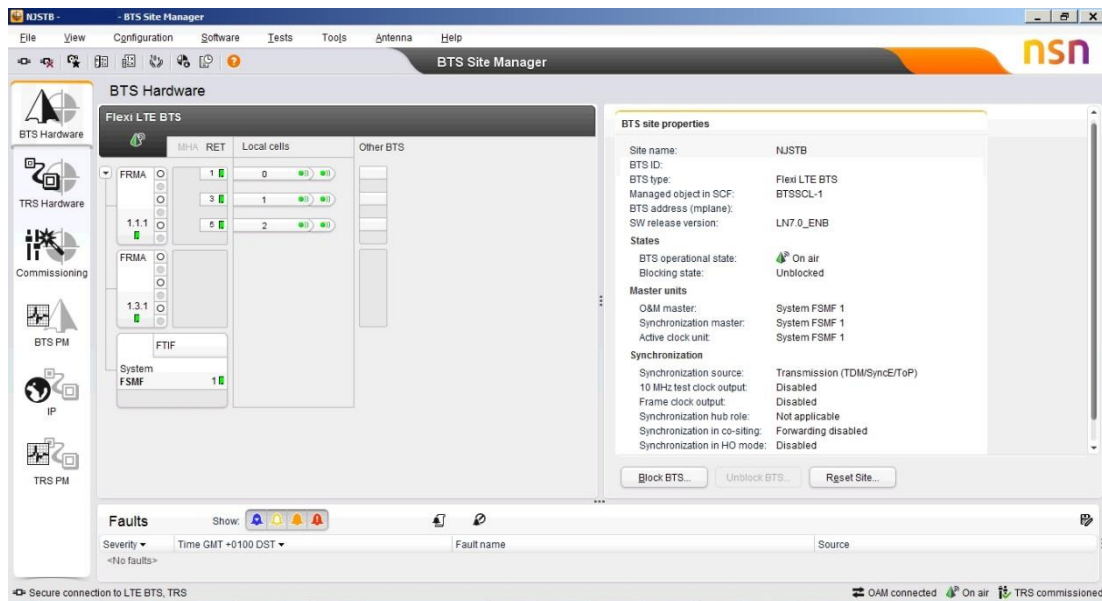 NJSTB - - BTS Site Manager
File View Configuration Software Tests Tools Antenna Help
BTS Site Manager
nsn
BTS Hardware
TRS Hardware
Commissioning
BTS PM
IP
TRS PM
BTS Hardware
Flexi LTE BTS
MHA RET Local cells Other BTS
FRMA 1 0
3 1
1.1.1 5 2
FRMA
1.3.1
FTIF
System
FSMF 1
BTS site properties
Site name: NJSTB
BTS ID:
BTS type: Flexi LTE BTS
Managed object in SCF: BTSSCL-1
BTS address (mplane):
SW release version: LN7.0_ENB
States
BTS operational state: On air
Blocking state: Unblocked
Master units
O&M master: System FSMF 1
Synchronization master: System FSMF 1
Active clock unit: System FSMF 1
Synchronization
Synchronization source: Transmission (TDM/SyncE/ToP)
10 MHz test clock output: Disabled
Frame clock output: Disabled
Synchronization hub role: Not applicable
Synchronization in co-siting: Forwarding disabled
Synchronization in HO mode: Disabled
Block BTS... Unblock BTS... Reset Site...
Faults Show:
Severity Time GMT +0100 DST Fault name Source
<No faults>
Secure connection to LTE BTS, TRS OAM connected On air TRS commissioned